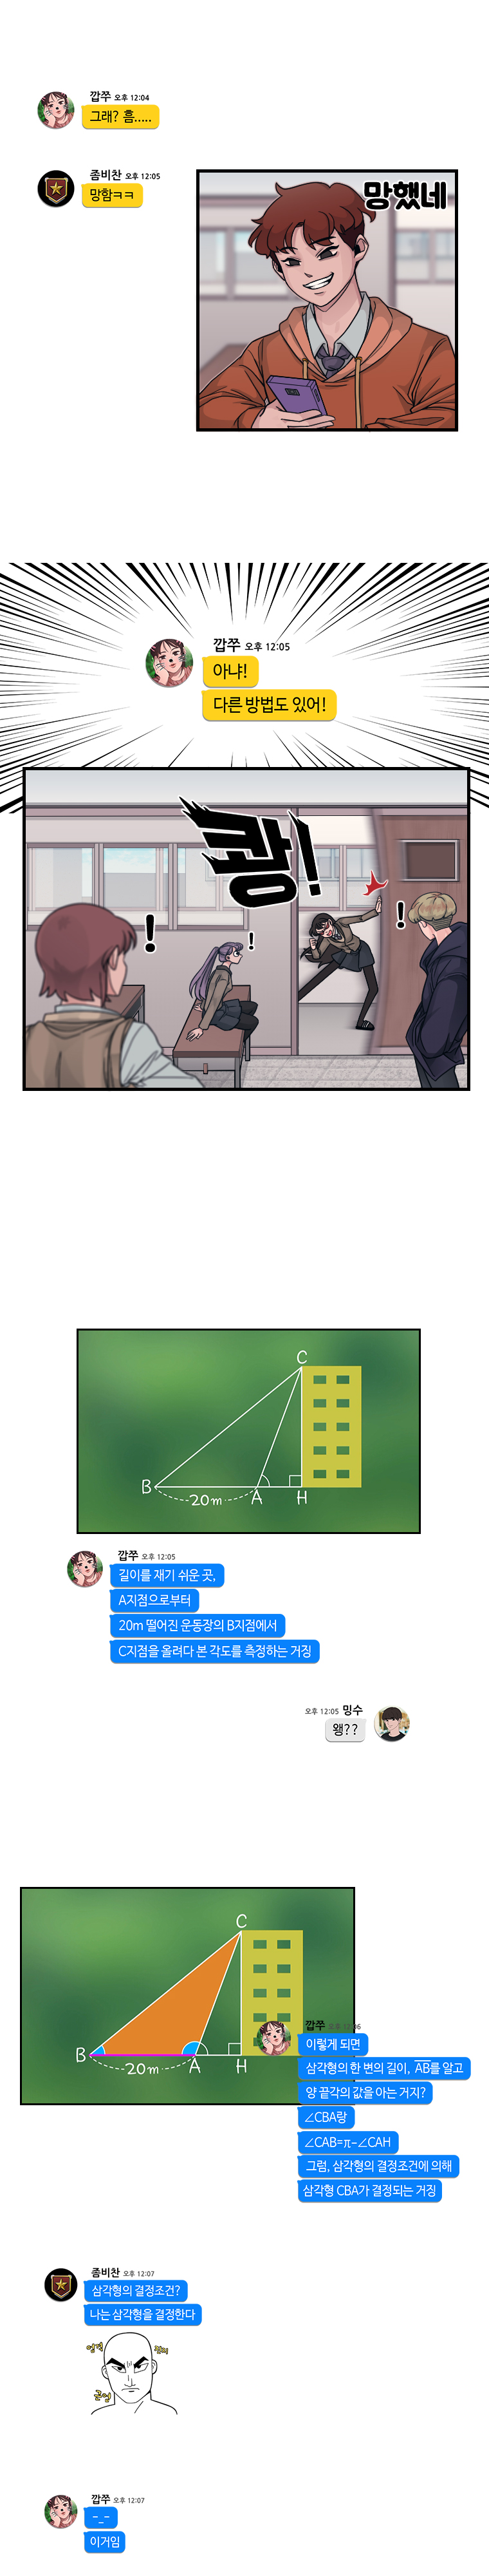 깝쭈 오후 12:04
그래? 흠.....
좀비찬 오후 12:05
망함ㅋㅋ
망했네
깝쭈 오후 12:05
아냐!
다른 방법도 있어!
쾅!
!
!
!
C
B
20m
A
H
깝쭈 오후 12:05
길이를 재기 쉬운 곳,
A지점으로부터
20m 떨어진 운동장의 B지점에서
C지점을 올려다 본 각도를 측정하는 거징
오후 12:05 밍수
왱??
C
B
20m
A
H
깝쭈 오후 12:06
이렇게 되면
삼각형의 한 변의 길이, AB를 알고
양 끝각의 값을 아는 거지?
∠CBA랑
∠CAB=π-∠CAH
그럼, 삼각형의 결정조건에 의해
삼각형 CBA가 결정되는 거징
좀비찬 오후 12:07
삼각형의 결정조건?
나는 삼각형을 결정한다
깝쭈 오후 12:07
-_-
이거임